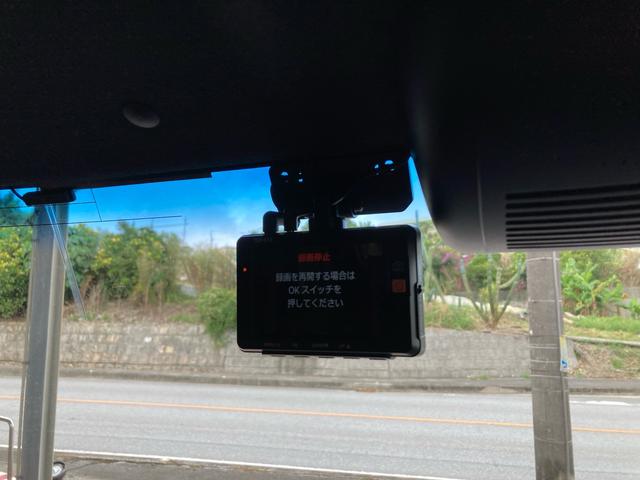 録画停止
録画を再開する場合は
OKスイッチを
押してください